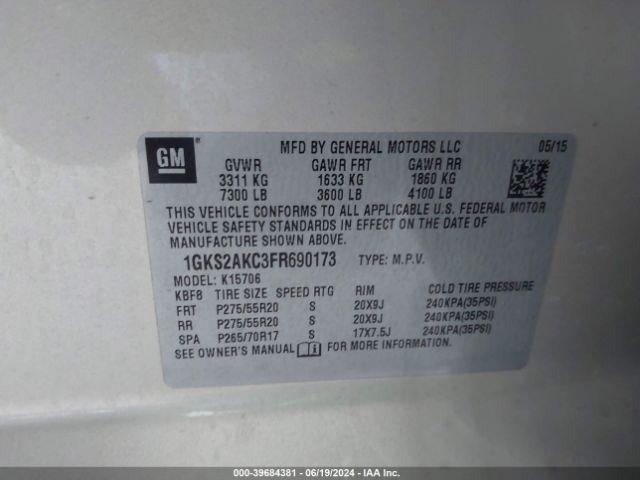 GM
MFD BY GENERAL MOTORS LLC 05/15
GVWR GAWR FRT GAWR RR
3311 KG 1633 KG 1860 KG
7300 LB 3600 LB 4100 LB
THIS VEHICLE CONFORMS TO ALL APPLICABLE U.S. FEDERAL MOTOR
VEHICLE SAFETY STANDARDS IN EFFECT ON THE DATE OF
MANUFACTURE SHOWN ABOVE.
1GKS2AKC3FR690173 TYPE: M.P.V.
MODEL: K15706
KBF8 TIRE SIZE SPEED RTG RIM COLD TIRE PRESSURE
FRT P275/55R20 S 20X9J 240KPA(35PSI)
RR P275/55R20 S 20X9J 240KPA(35PSI)
SPA P265/70R17 S 17X7.5J 240KPA(35PSI)
SEE OWNER'S MANUAL FOR MORE INFORMATION.
000-39684381 - 06/19/2024 - IAA Inc.